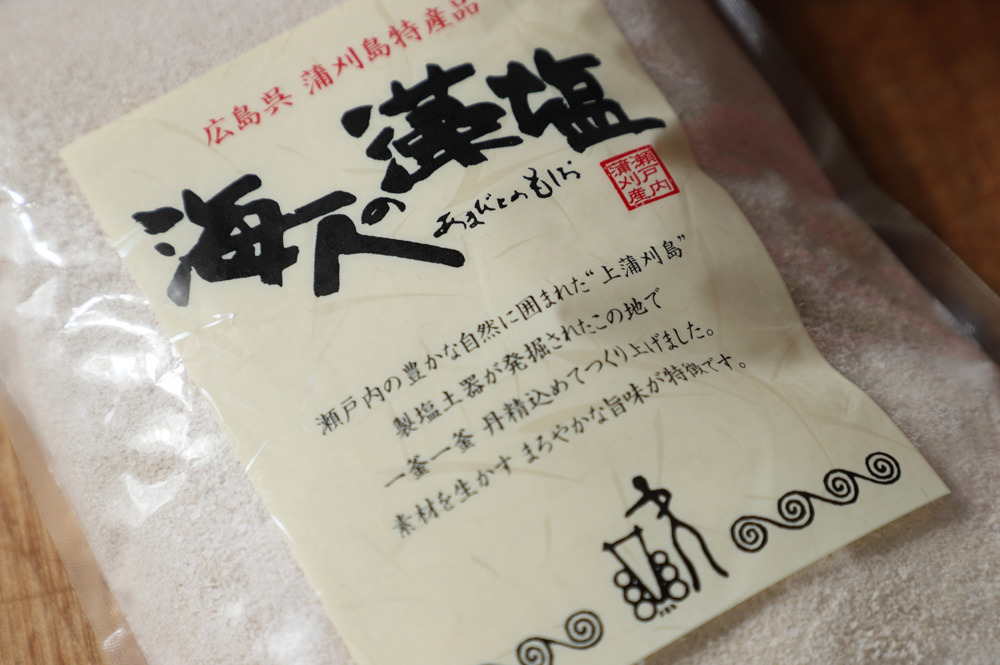 広島呉 蒲刈島特産品
海人の藻塩
あまびとのもしお
瀬戸内
蒲刈産
瀬戸内の豊かな自然に囲まれた“上蒲刈島”
製塩土器が発掘されたこの地で
一釜一釜 丹精込めてつくり上げました。
素材を生かす まろやかな旨味が特徴です。